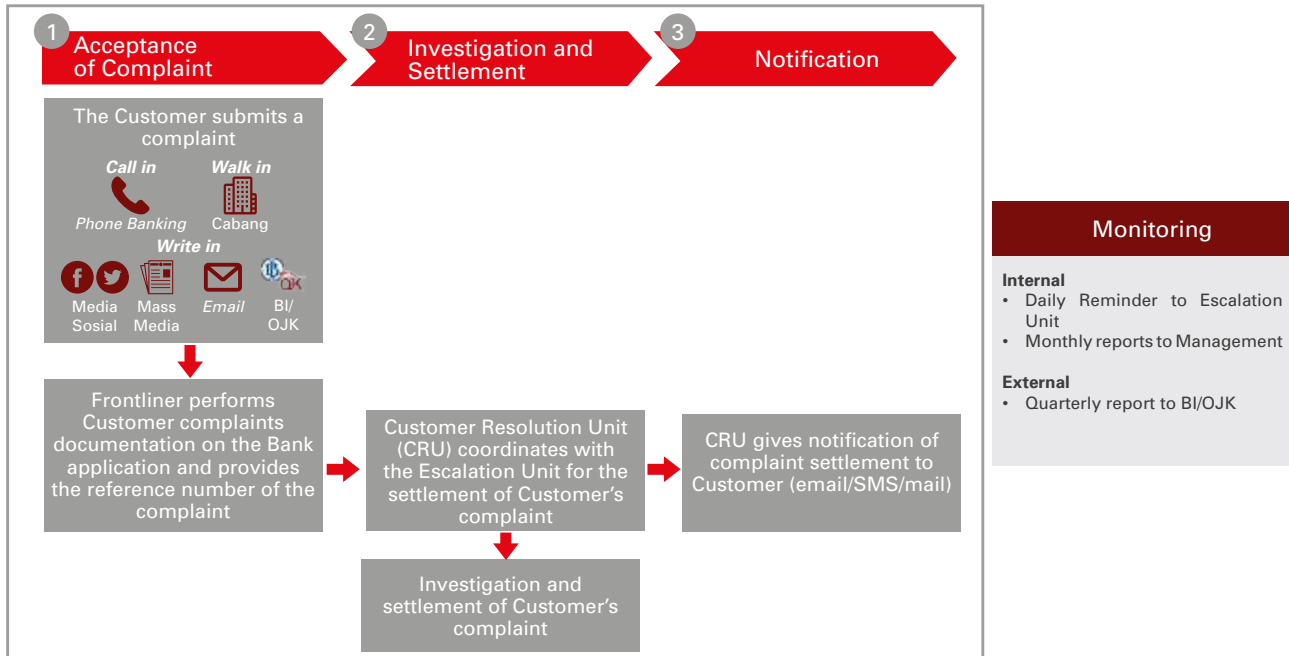 1
Acceptance
of Complaint
2
Investigation and
Settlement
3
Notification
The Customer submits a
complaint
Call in
Walk in
Phone Banking
Cabang
Write in
Media
Sosial
Mass
Media
Email
BI/
OJK
Frontliner performs
Customer complaints
documentation on the Bank
application and provides
the reference number of the
complaint
Customer Resolution Unit
(CRU) coordinates with
the Escalation Unit for the
settlement of Customer’s
complaint
CRU gives notification of
complaint settlement to
Customer (email/SMS/mail)
Investigation and
settlement of Customer’s
complaint
Monitoring
Internal
• Daily Reminder to Escalation
Unit
• Monthly reports to Management
External
• Quarterly report to BI/OJK